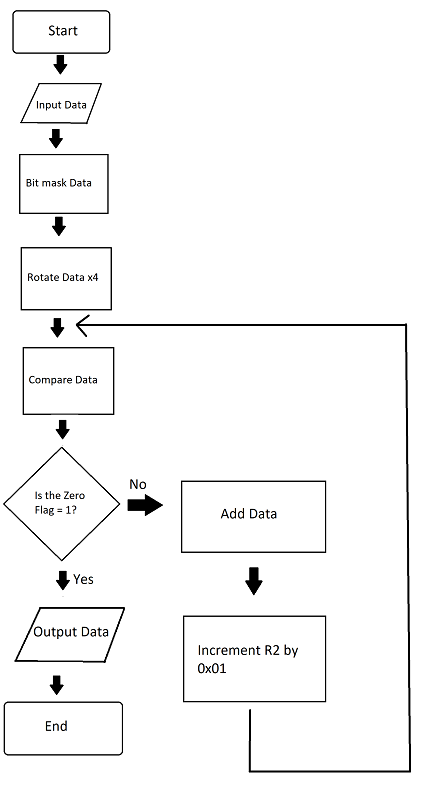 Start
Input Data
Bit mask Data
Rotate Data x4
Compare Data
Is the Zero
Flag = 1?
No
Add Data
Yes
Output Data
Increment R2 by
0x01
End